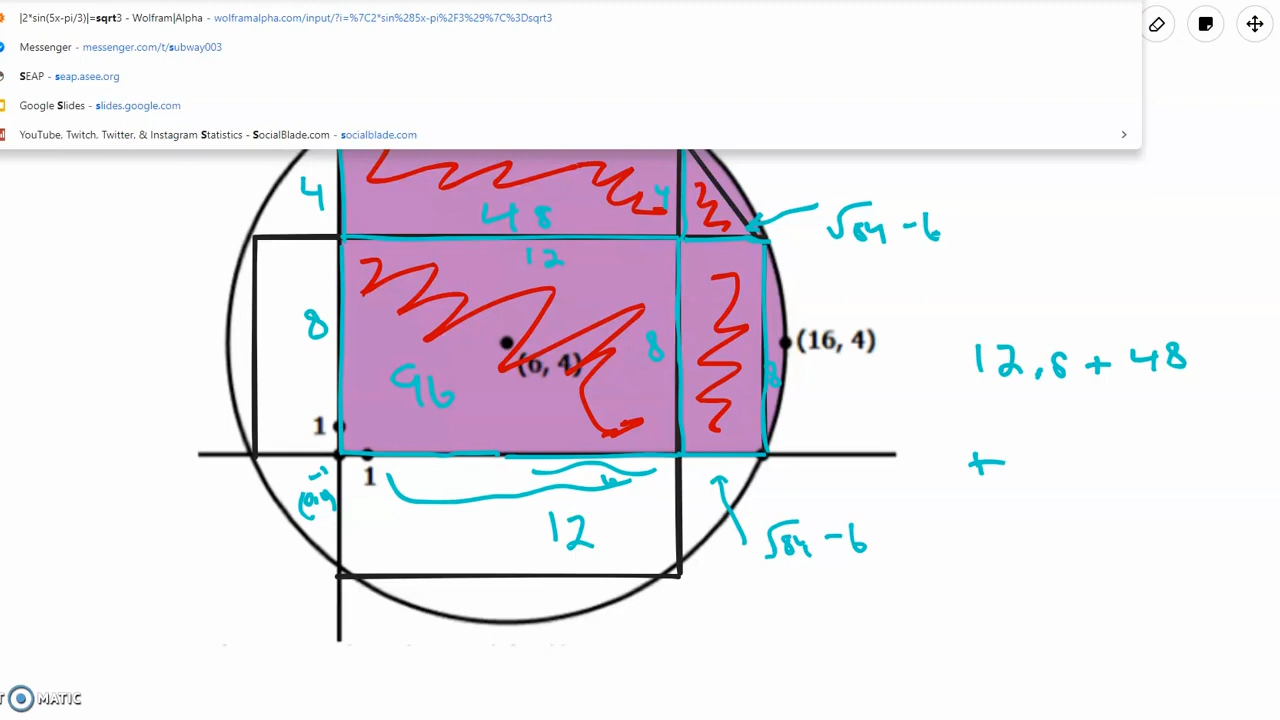 |2*sin(5x-pi/3)|=sqrt3 - Wolfram|Alpha - wolframalpha.com/input/?i=%7C2*sin%285x-pi%2F3%29%7C%3Dsqrt3
Messenger - messenger.com/t/subway003
SEAP - seap.asee.org
Google Slides - slides.google.com
YouTube, Twitch, Twitter, & Instagram Statistics - SocialBlade.com - socialblade.com
4
4
48
√84 - 6
12
8
8
(16, 4)
(6, 4)
8
12.8 + 48
96
1
+
1
6
12
√84 - 6
MATIC